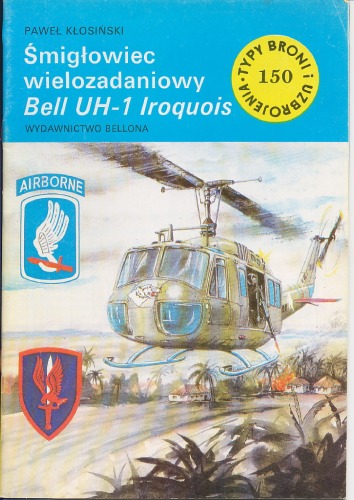 PAWEŁ KŁOSIŃSKI
Śmigłowiec
wielozadaniowy
Bell UH-1 Iroquois
WYDAWNICTWO BELLONA
TYPY BRONI i UZBROJENIA •
150
AIRBORNE